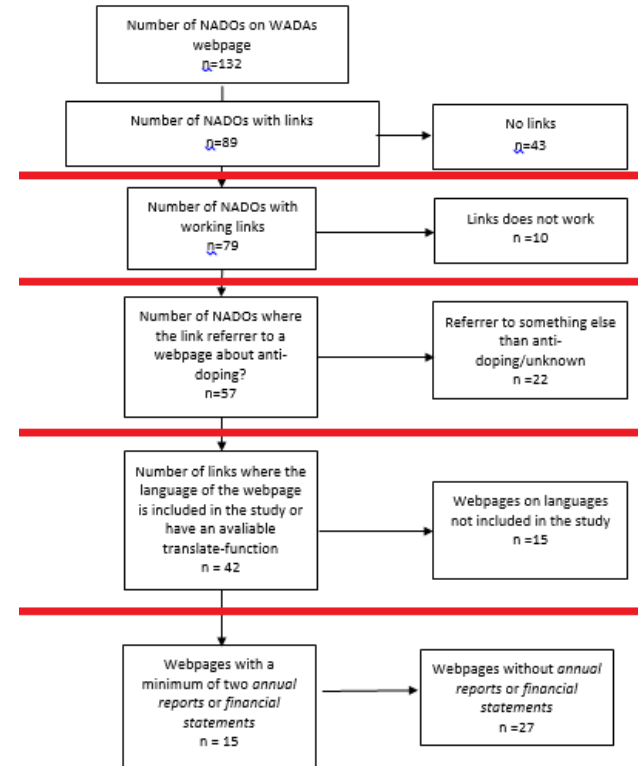 Number of NADOs on WADAs
webpage
n=132
Number of NADOs with links
n=89
No links
n=43
Number of NADOs with
working links
n=79
Links does not work
n =10
Number of NADOs where
the link referrer to a
webpage about anti-
doping?
n=57
Referrer to something else
than anti-
doping/unknown
n =22
Number of links where the
language of the webpage
is included in the study or
have an avaliable
translate-function
n = 42
Webpages on languages
not included in the study
n =15
Webpages with a
minimum of two annual
reports or financial
statements
n = 15
Webpages without annual
reports or financial
statements
n =27